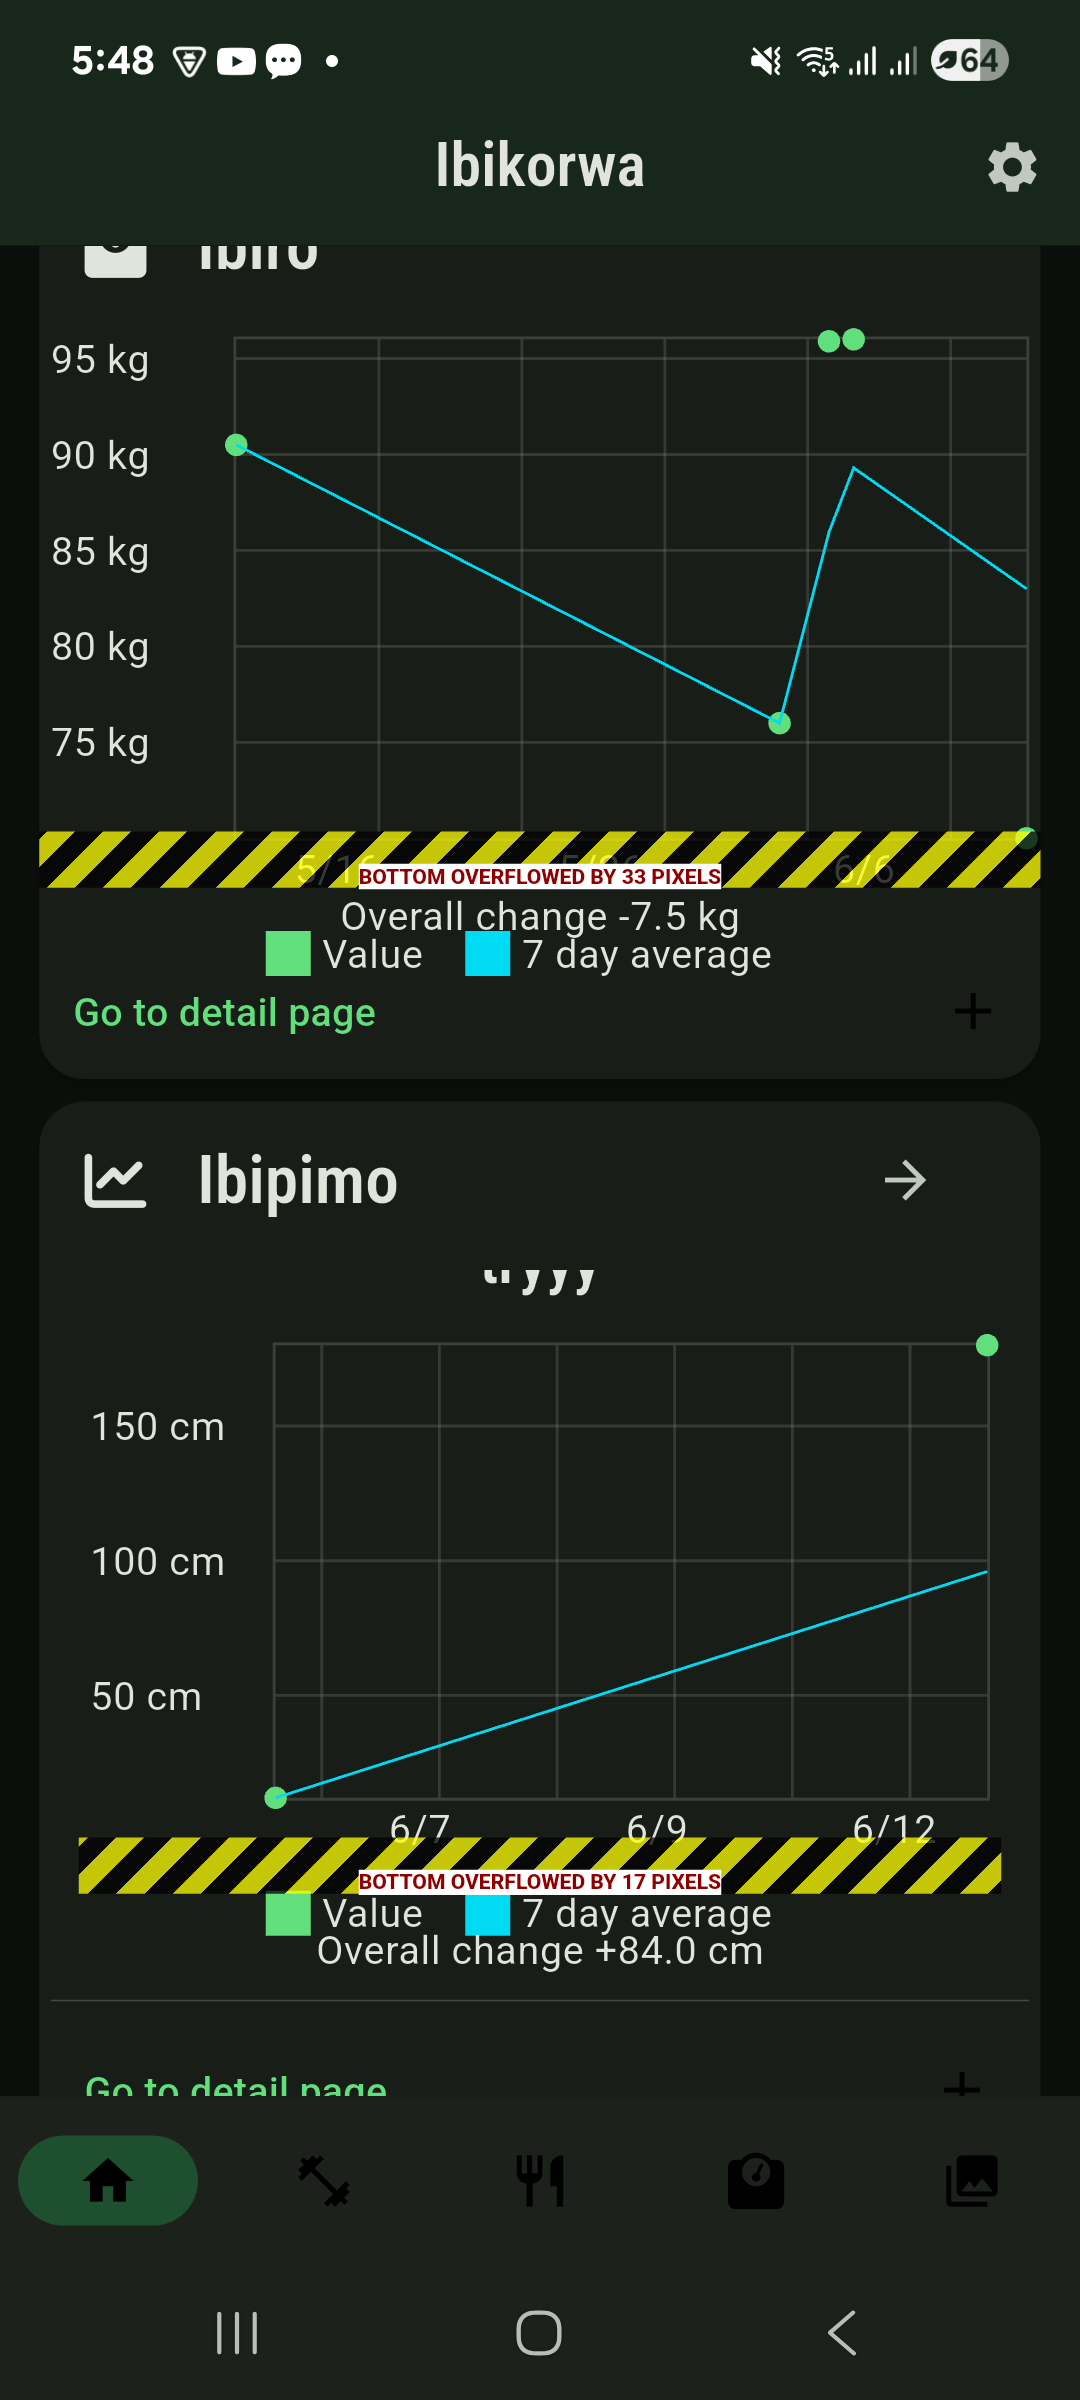 5:48
5
64
Ibikorwa
Ibiro
95 kg
90 kg
85 kg
80 kg
75 kg
6/6
BOTTOM OVERFLOWED BY 33 PIXELS
Overall change -7.5 kg
Value
7 day average
Go to detail page
Ibipimo
150 cm
100 cm
50 cm
6/7
6/9
6/12
BOTTOM OVERFLOWED BY 17 PIXELS
Value
7 day average
Overall change +84.0 cm
Go to detail page